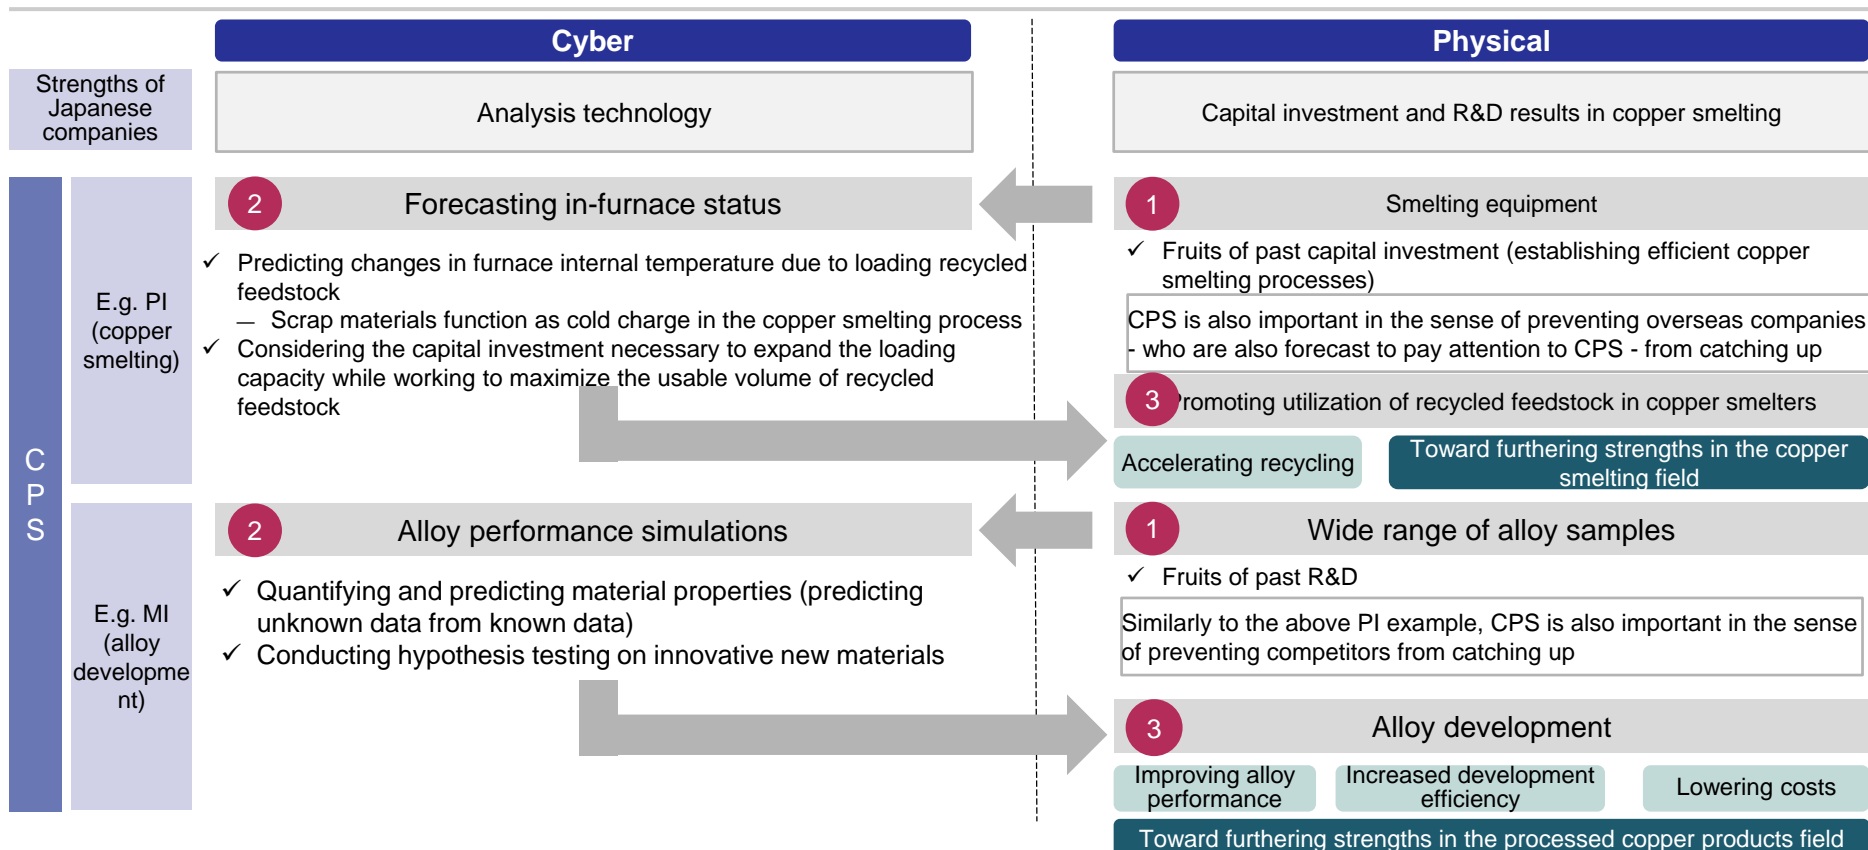 Cyber
Physical
Strengths of
Japanese
companies
Analysis technology
Capital investment and R&D results in copper smelting
C
P
S
E.g. PI
(copper
smelting)
2
Forecasting in-furnace status
✓ Predicting changes in furnace internal temperature due to loading recycled
feedstock
— Scrap materials function as cold charge in the copper smelting process
✓ Considering the capital investment necessary to expand the loading
capacity while working to maximize the usable volume of recycled
feedstock
1
Smelting equipment
✓ Fruits of past capital investment (establishing efficient copper
smelting processes)
CPS is also important in the sense of preventing overseas companies
- who are also forecast to pay attention to CPS - from catching up
3
Promoting utilization of recycled feedstock in copper smelters
Accelerating recycling
Toward furthering strengths in the copper
smelting field
E.g. MI
(alloy
developme
nt)
2
Alloy performance simulations
✓ Quantifying and predicting material properties (predicting
unknown data from known data)
✓ Conducting hypothesis testing on innovative new materials
1
Wide range of alloy samples
✓ Fruits of past R&D
Similarly to the above PI example, CPS is also important in the sense
of preventing competitors from catching up
3
Alloy development
Improving alloy
performance
Increased development
efficiency
Lowering costs
Toward furthering strengths in the processed copper products field